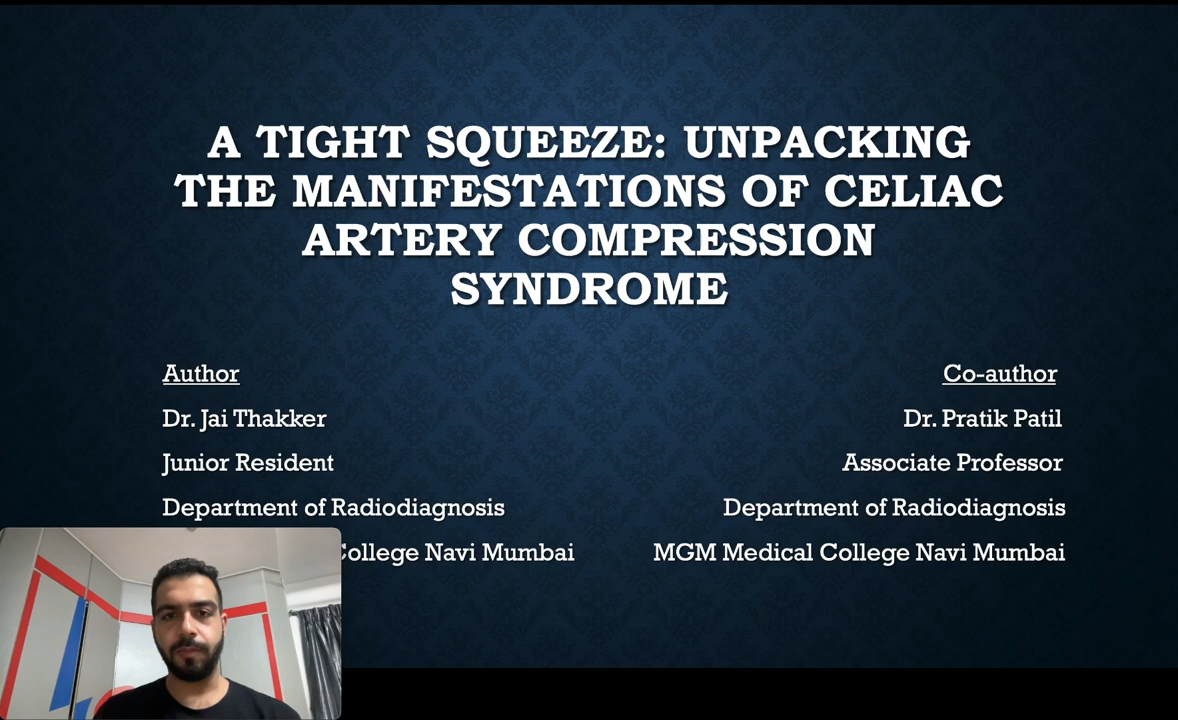 A TIGHT SQUEEZE: UNPACKING
THE MANIFESTATIONS OF CELIAC
ARTERY COMPRESSION
SYNDROME
Author
Dr. Jai Thakker
Junior Resident
Department of Radiodiagnosis
College Navi Mumbai
Co-author
Dr. Pratik Patil
Associate Professor
Department of Radiodiagnosis
MGM Medical College Navi Mumbai